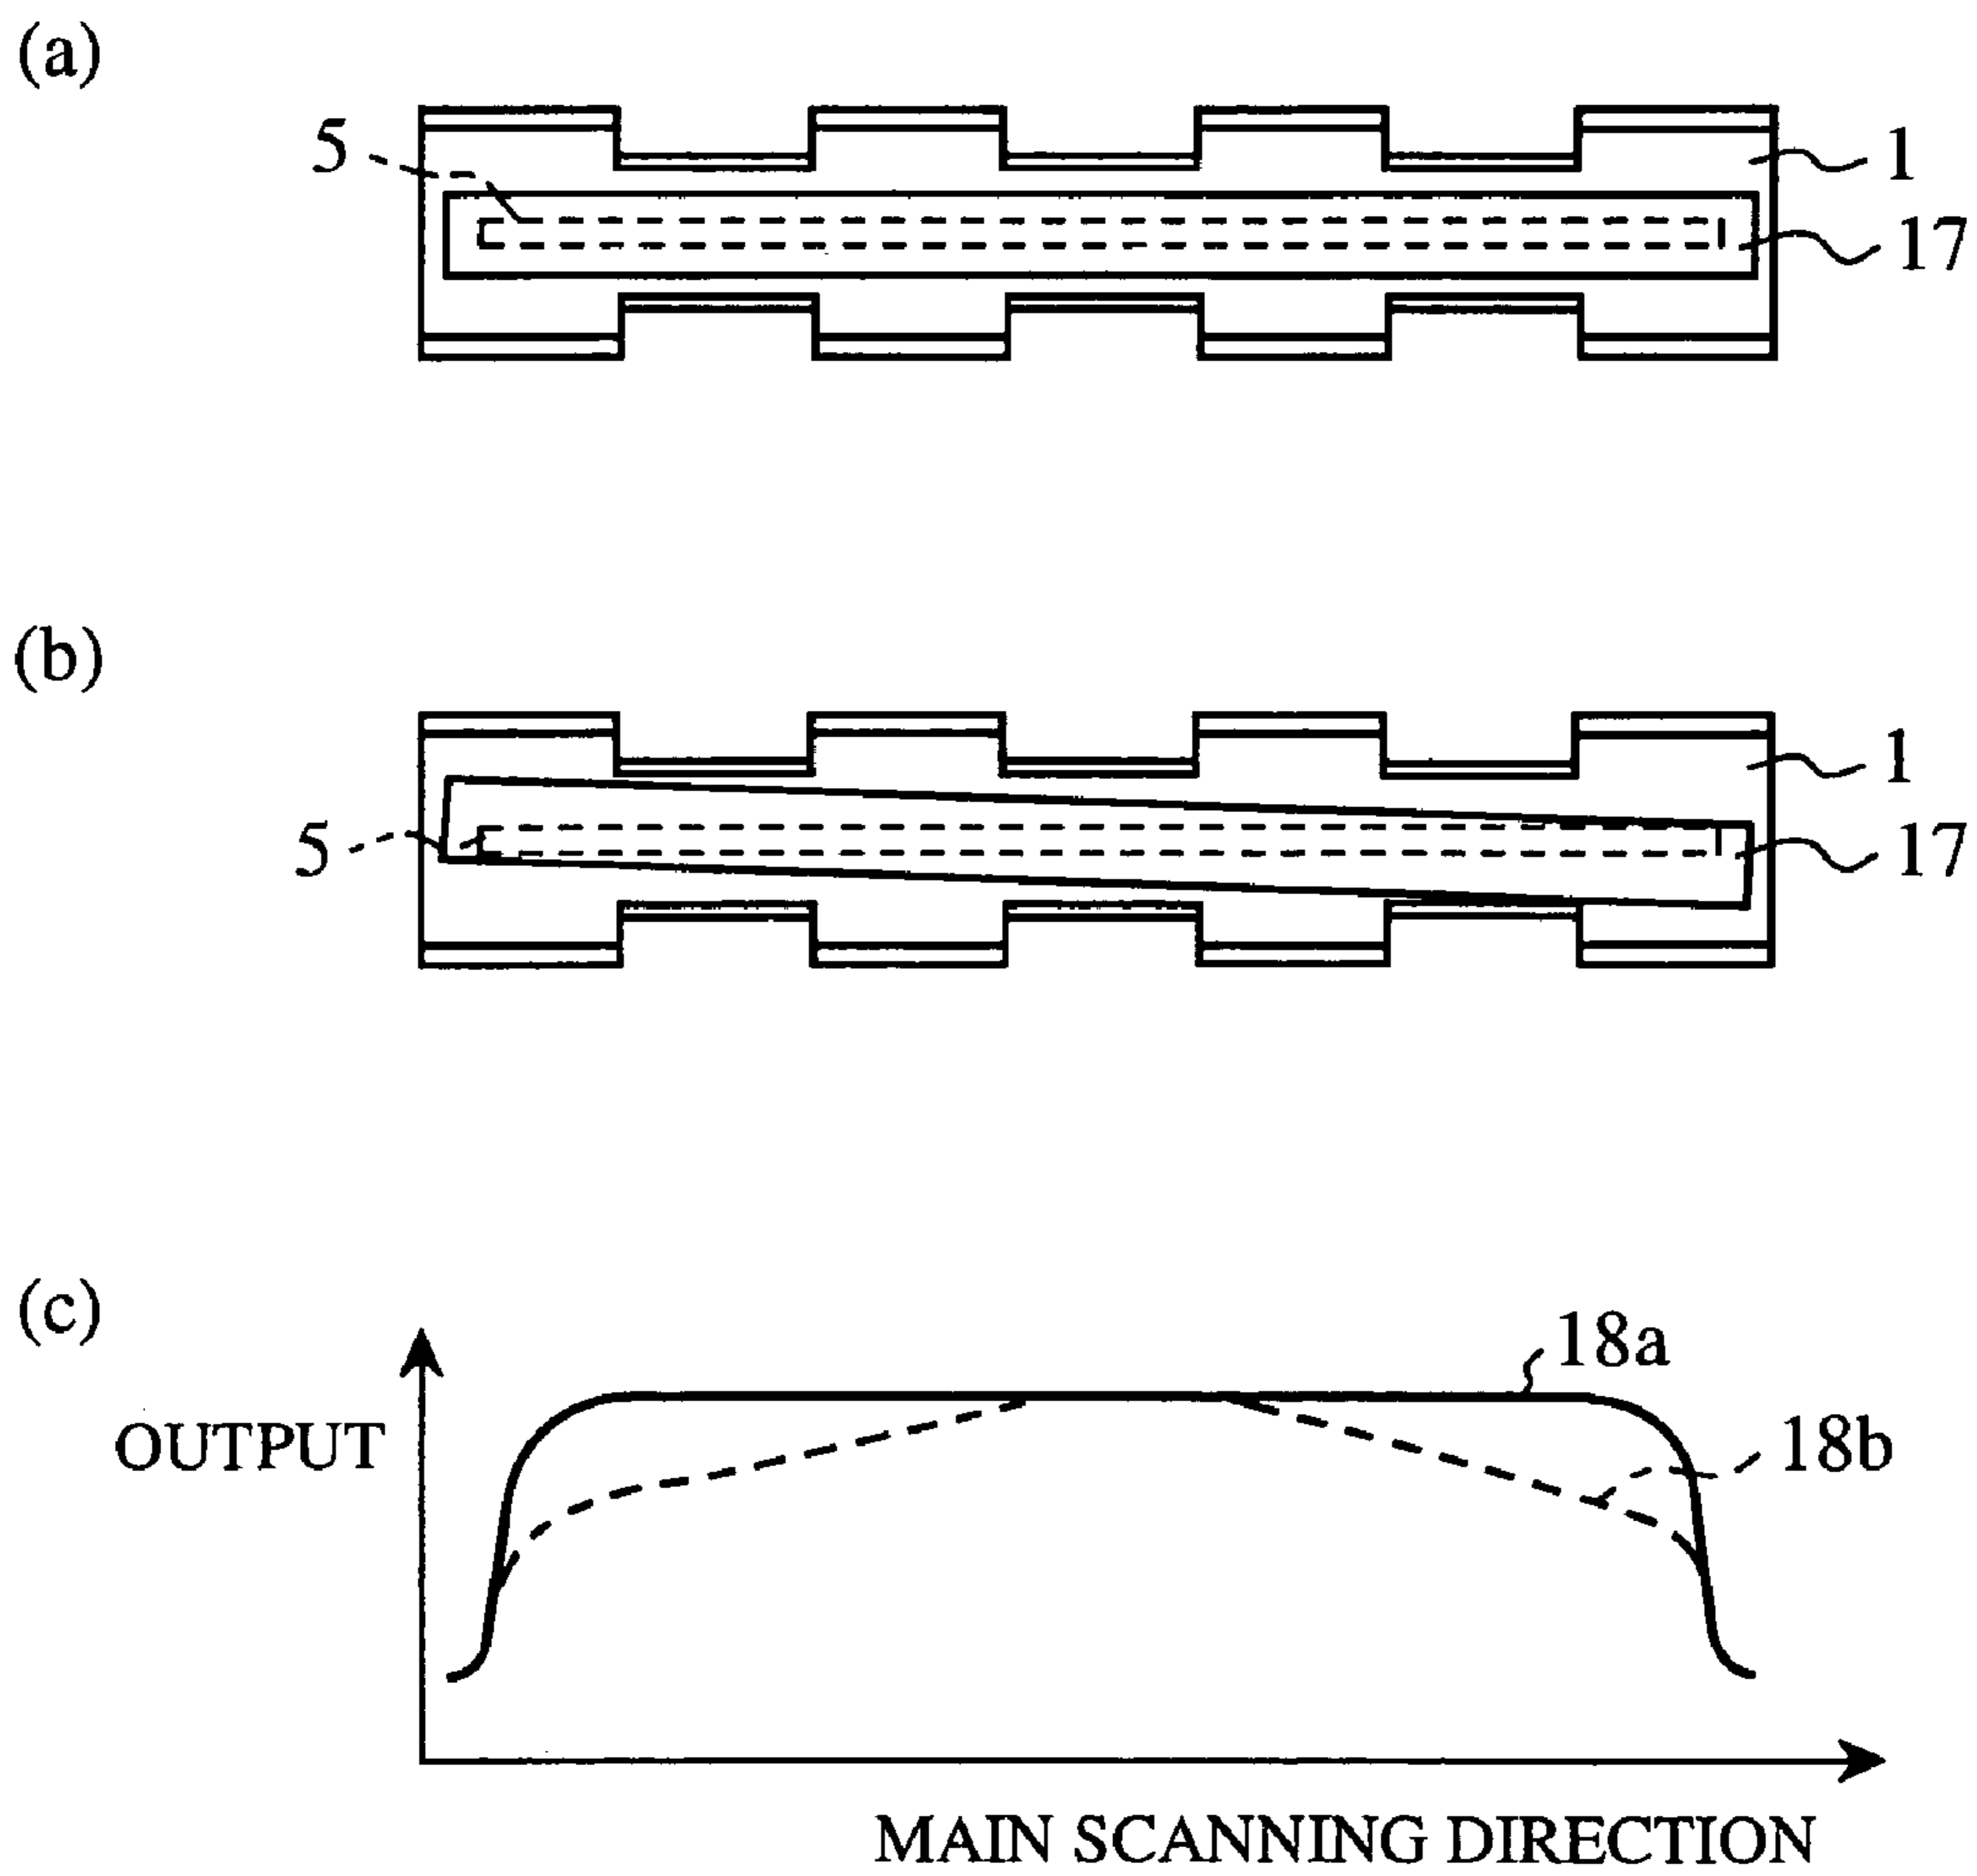 (a)
5
1
17
(b)
1
5
17
(c)
18a
OUTPUT
18b
MAIN SCANNING DIRECTION